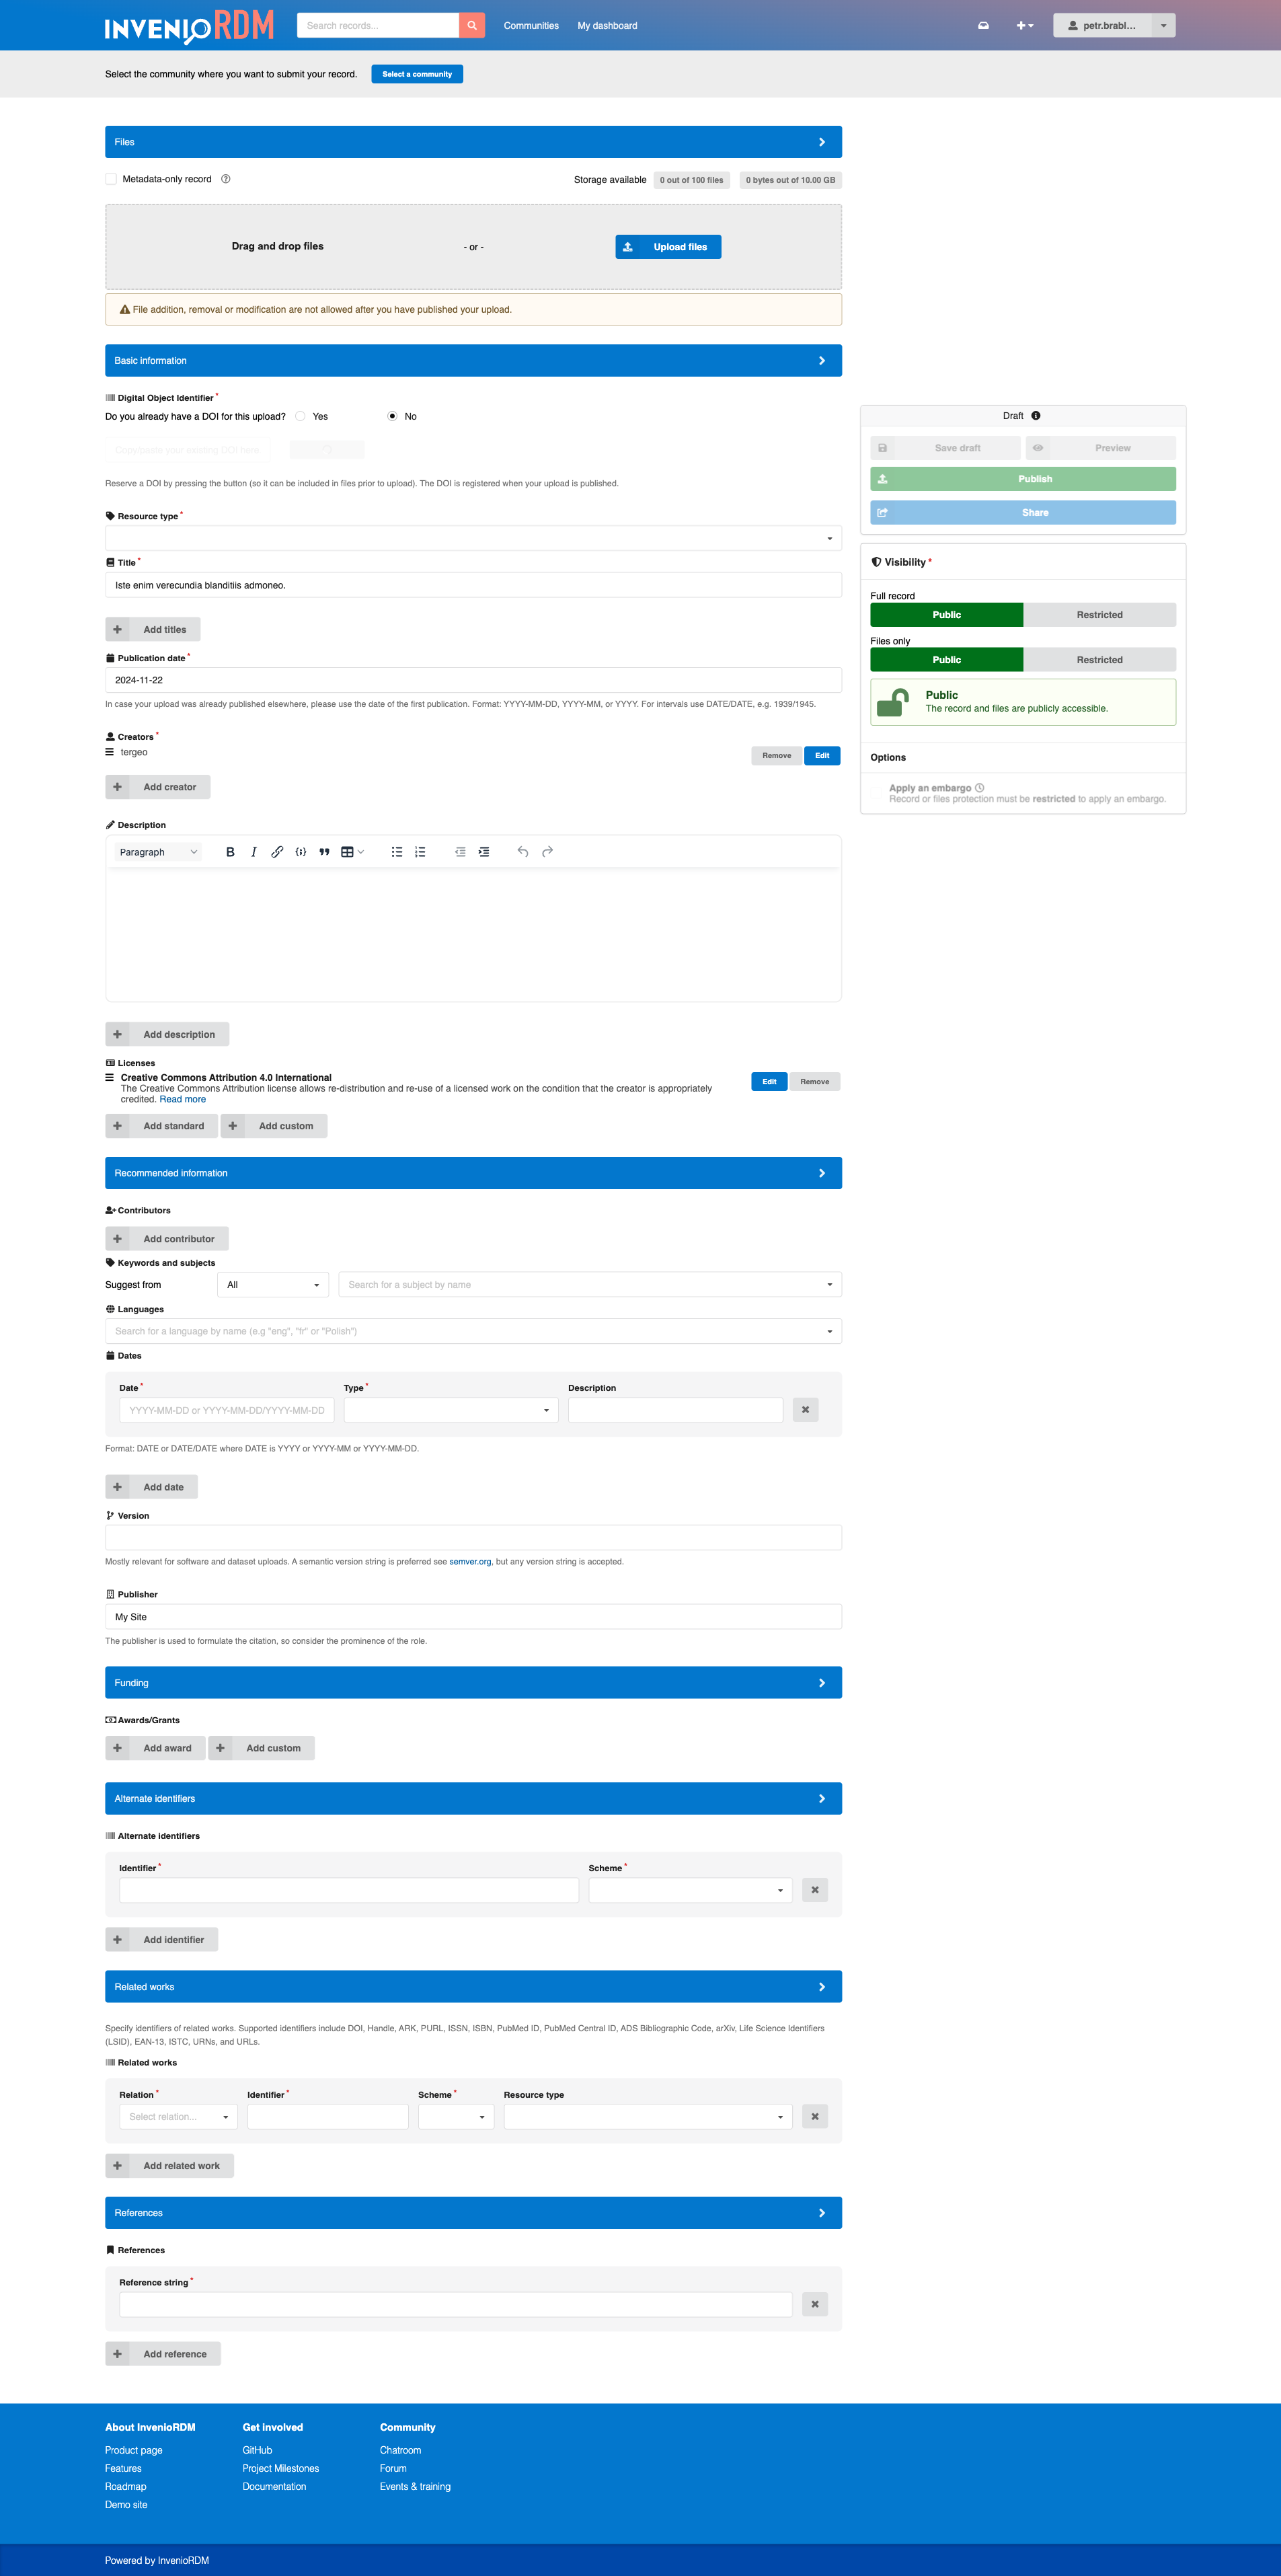 INVENIO RDM
Search records...
Communities
My dashboard
petr.brabl...
Select the community where you want to submit your record.
Select a community
Files
Metadata-only record
Storage available
0 out of 100 files
0 bytes out of 10.00 GB
Drag and drop files
- or -
Upload files
File addition, removal or modification are not allowed after you have published your upload.
Basic information
Digital Object Identifier *
Do you already have a DOI for this upload?
Yes
No
Copy/paste your existing DOI here.
Reserve a DOI by pressing the button (so it can be included in files prior to upload). The DOI is registered when your upload is published.
Resource type *
Title *
Iste enim verecundia blanditiis admoneo.
Add titles
Publication date *
2024-11-22
In case your upload was already published elsewhere, please use the date of the first publication. Format: YYYY-MM-DD, YYYY-MM, or YYYY. For intervals use DATE/DATE, e.g. 1939/1945.
Creators *
tergeo
Remove
Edit
Add creator
Description
Paragraph
Add description
Licenses
Creative Commons Attribution 4.0 International
Edit
Remove
The Creative Commons Attribution license allows re-distribution and re-use of a licensed work on the condition that the creator is appropriately
credited. Read more
Add standard
Add custom
Recommended information
Contributors
Add contributor
Keywords and subjects
Suggest from
All
Search for a subject by name
Languages
Search for a language by name (e.g "eng", "fr" or "Polish")
Dates
Date *
Type *
Description
YYYY-MM-DD or YYYY-MM-DD/YYYY-MM-DD
Format: DATE or DATE/DATE where DATE is YYYY or YYYY-MM or YYYY-MM-DD.
Add date
Version
Mostly relevant for software and dataset uploads. A semantic version string is preferred see semver.org, but any version string is accepted.
Publisher
My Site
The publisher is used to formulate the citation, so consider the prominence of the role.
Funding
Awards/Grants
Add award
Add custom
Alternate identifiers
Alternate identifiers
Identifier *
Scheme *
Add identifier
Related works
Specify identifiers of related works. Supported identifiers include DOI, Handle, ARK, PURL, ISSN, ISBN, PubMed ID, PubMed Central ID, ADS Bibliographic Code, arXiv, Life Science Identifiers
(LSID), EAN-13, ISTC, URNs, and URLs.
Related works
Relation *
Identifier *
Scheme *
Resource type
Select relation...
Add related work
References
References
Reference string *
Add reference
Draft
Save draft
Preview
Publish
Share
Visibility *
Full record
Public
Restricted
Files only
Public
Restricted
Public
The record and files are publicly accessible.
Options
Apply an embargo
Record or files protection must be restricted to apply an embargo.
About InvenioRDM
Product page
Features
Roadmap
Demo site
Get involved
GitHub
Project Milestones
Documentation
Community
Chatroom
Forum
Events & training
Powered by InvenioRDM